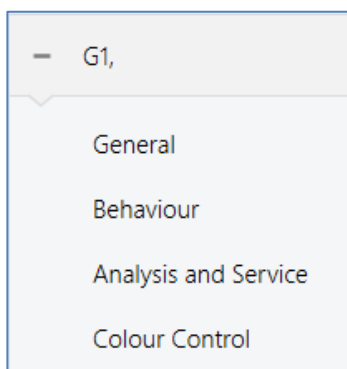 G1,
General
Behaviour
Analysis and Service
Colour Control